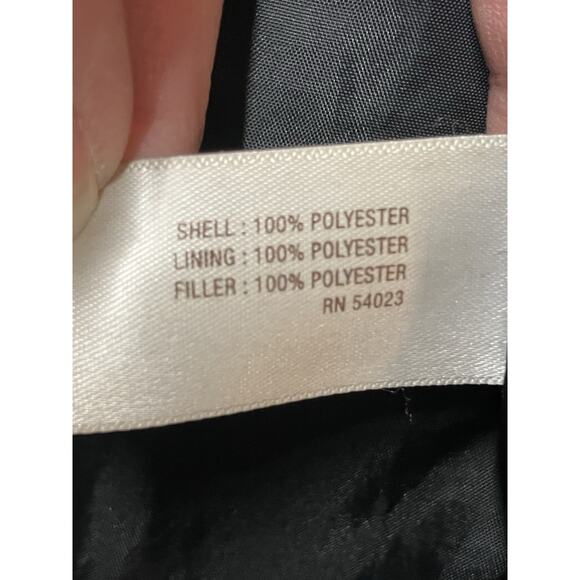 SHELL : 100% POLYESTER
LINING : 100% POLYESTER
FILLER : 100% POLYESTER
RN 54023